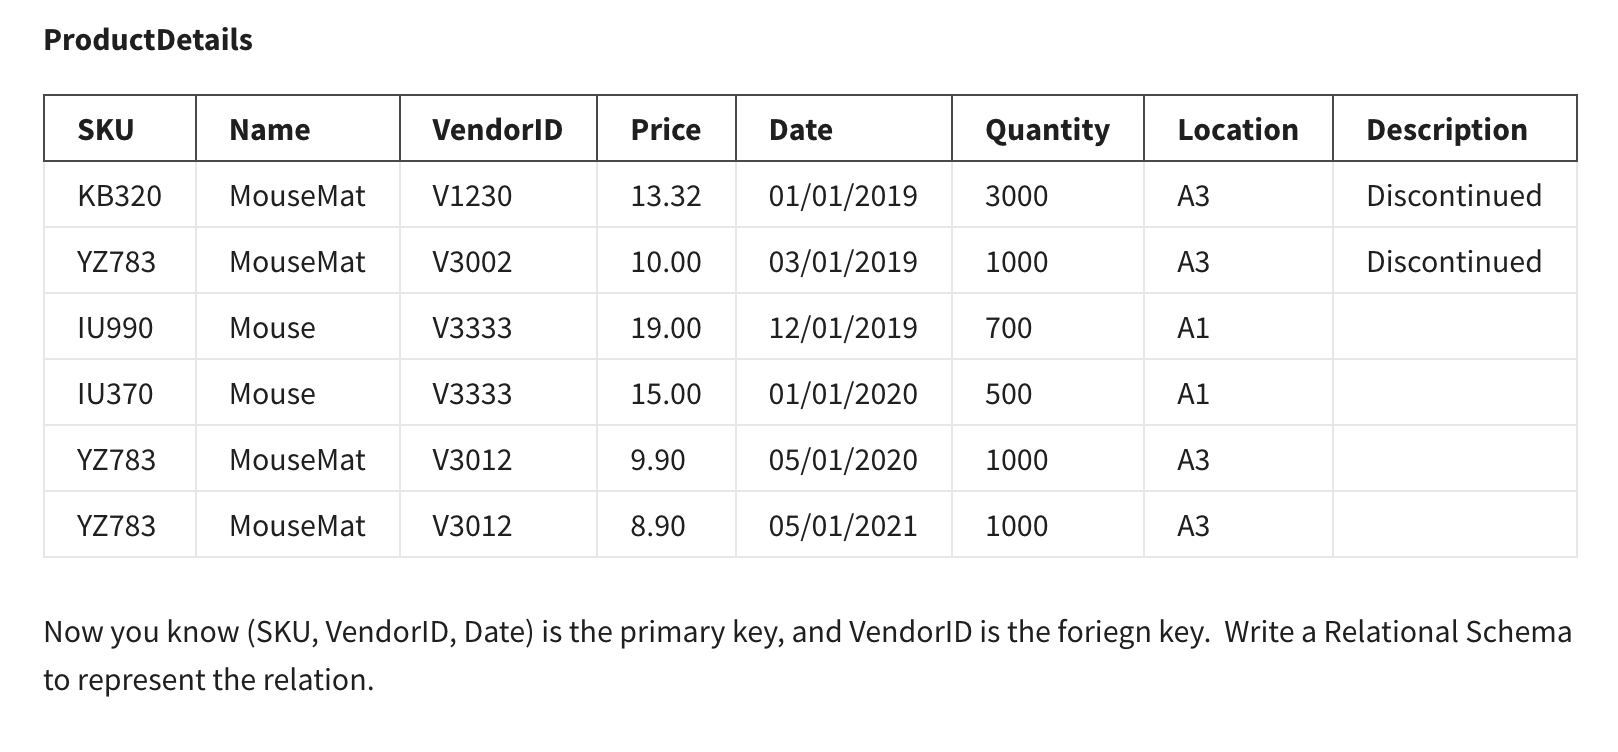 ProductDetails
SKU Name VendorID Price Date Quantity Location Description
KB320 MouseMat V1230 13.32 01/01/2019 3000 A3 Discontinued
YZ783 MouseMat V3002 10.00 03/01/2019 1000 A3 Discontinued
IU990 Mouse V3333 19.00 12/01/2019 700 A1
IU370 Mouse V3333 15.00 01/01/2020 500 A1
YZ783 MouseMat V3012 9.90 05/01/2020 1000 A3
YZ783 MouseMat V3012 8.90 05/01/2021 1000 A3
Now you know (SKU, VendorID, Date) is the primary key, and VendorID is the foriegn key. Write a Relational Schema
to represent the relation.